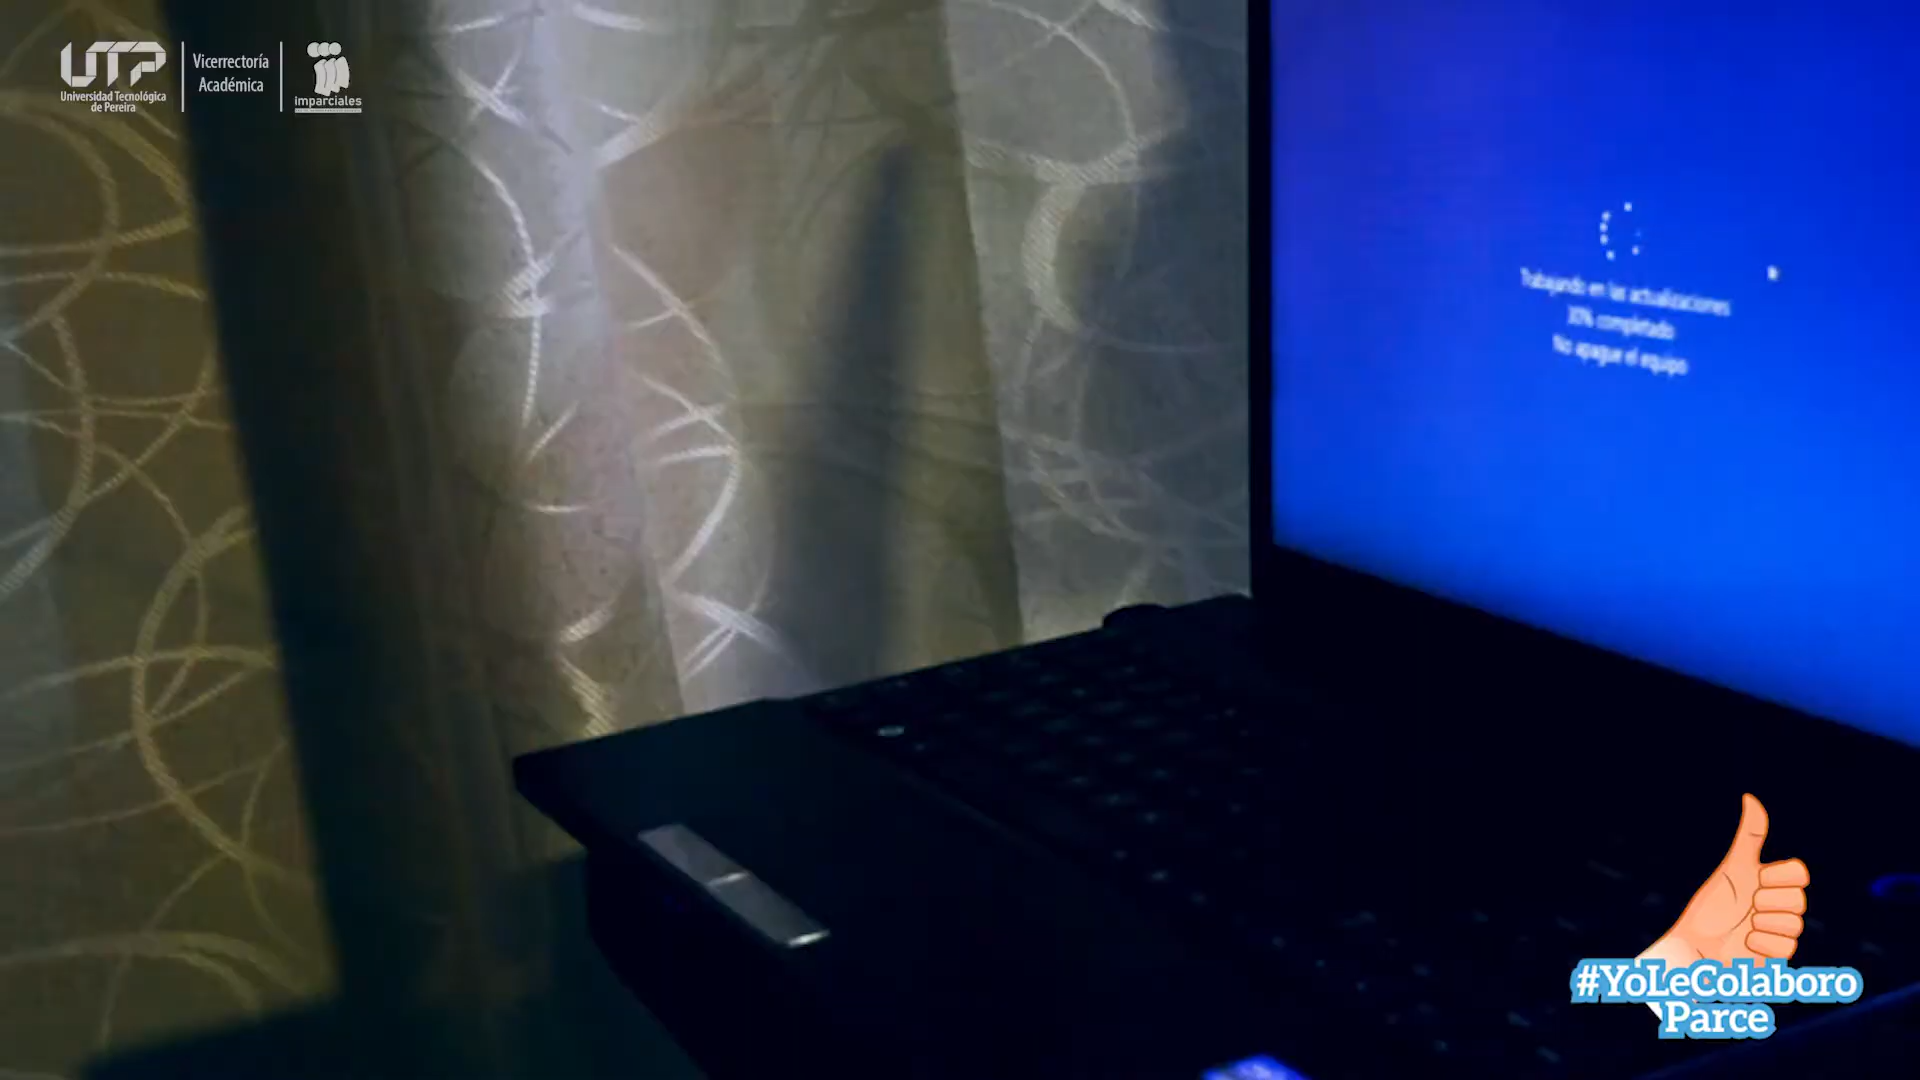 UTP
Universidad Tecnológica
de Pereira
Vicerrectoría
Académica
imparciales
Trabajando en las actualizaciones
30% completado
No apague el equipo
#YoLeColaboro
Parce